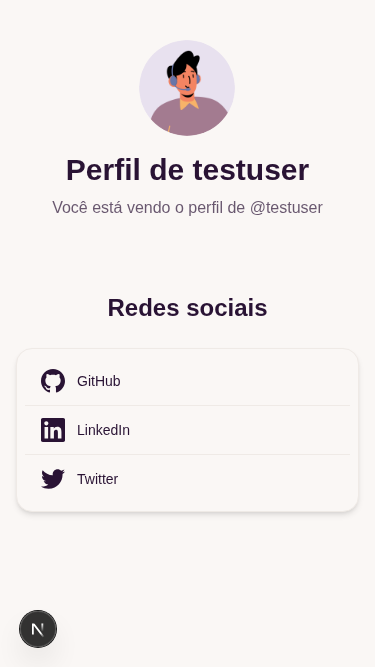 Perfil de testuser
Você está vendo o perfil de @testuser
Redes sociais
GitHub
LinkedIn
Twitter
N